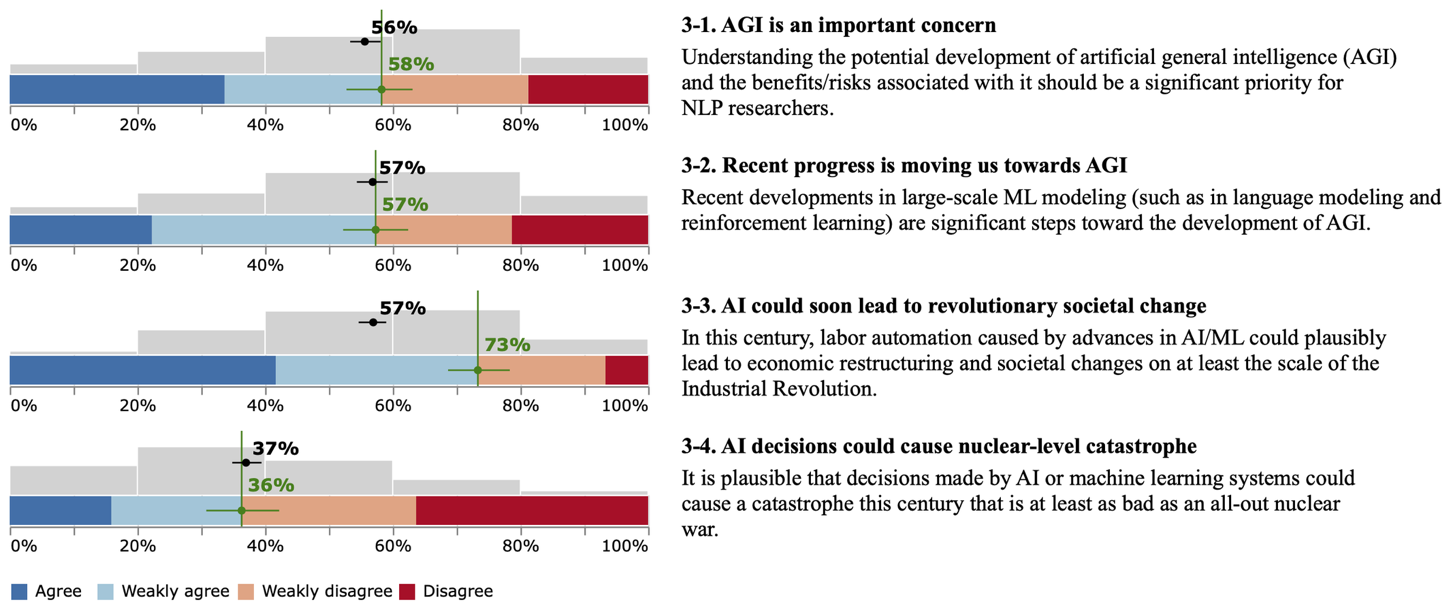 56%
58%
0% 20% 40% 60% 80% 100%
3-1. AGI is an important concern
Understanding the potential development of artificial general intelligence (AGI)
and the benefits/risks associated with it should be a significant priority for
NLP researchers.
57%
57%
0% 20% 40% 60% 80% 100%
3-2. Recent progress is moving us towards AGI
Recent developments in large-scale ML modeling (such as in language modeling and
reinforcement learning) are significant steps toward the development of AGI.
57%
73%
0% 20% 40% 60% 80% 100%
3-3. AI could soon lead to revolutionary societal change
In this century, labor automation caused by advances in AI/ML could plausibly
lead to economic restructuring and societal changes on at least the scale of the
Industrial Revolution.
37%
36%
0% 20% 40% 60% 80% 100%
3-4. AI decisions could cause nuclear-level catastrophe
It is plausible that decisions made by AI or machine learning systems could
cause a catastrophe this century that is at least as bad as an all-out nuclear
war.
Agree Weakly agree Weakly disagree Disagree